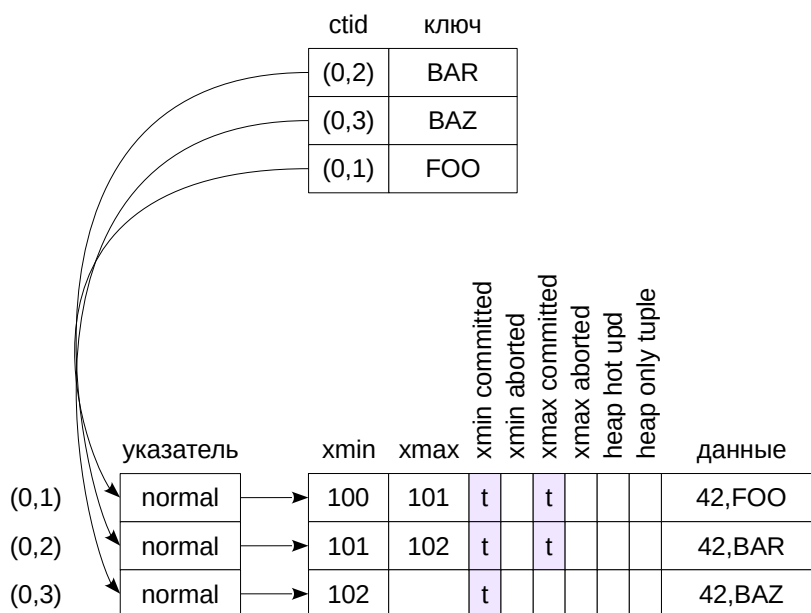 ctid ключ
(0,2) BAR
(0,3) BAZ
(0,1) FOO
указатель xmin xmax xmin committed xmin aborted xmax committed xmax aborted heap hot upd heap only tuple данные
(0,1) normal 100 101 t t 42,FOO
(0,2) normal 101 102 t t 42,BAR
(0,3) normal 102 t 42,BAZ